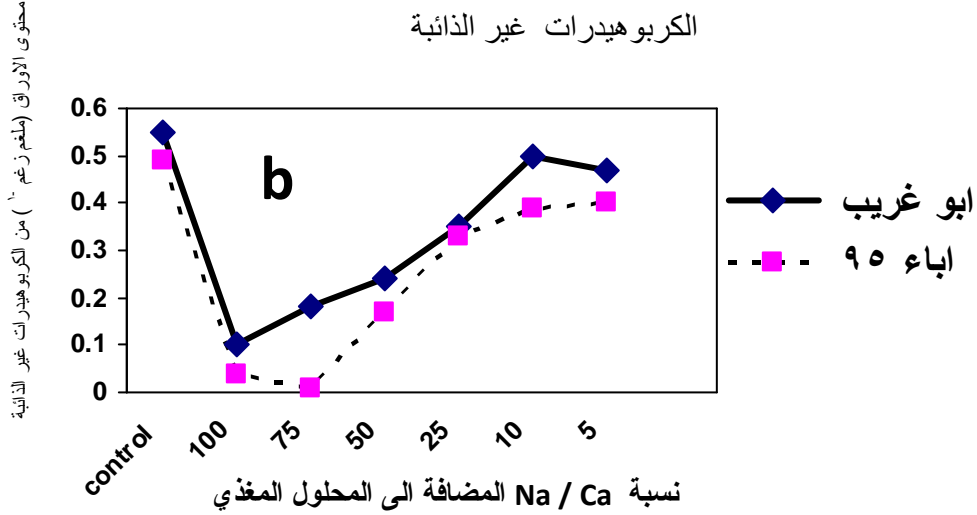 الكربوهيدرات غير الذائبة
محتوى الاوراق (ملغم زغم ⁻¹) من الكربوهيدرات غير الذائبة
0.6
0.5
0.4
0.3
0.2
0.1
0
b
ابو غريب
اباء ٩٥
control
100
75
50
25
10
5
نسبة Na / Ca المضافة الى المحلول المغذي